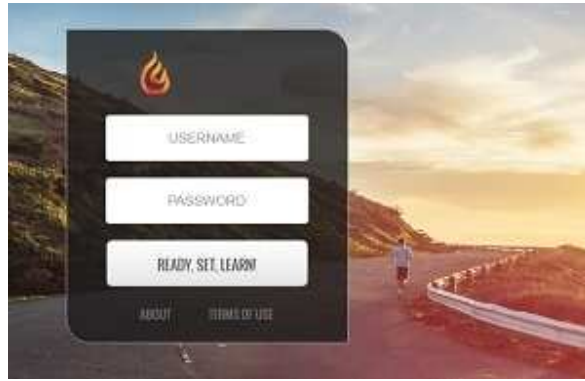 USERNAME
PASSWORD
READY, SET, LEARN!
ABOUT TERMS OF USE